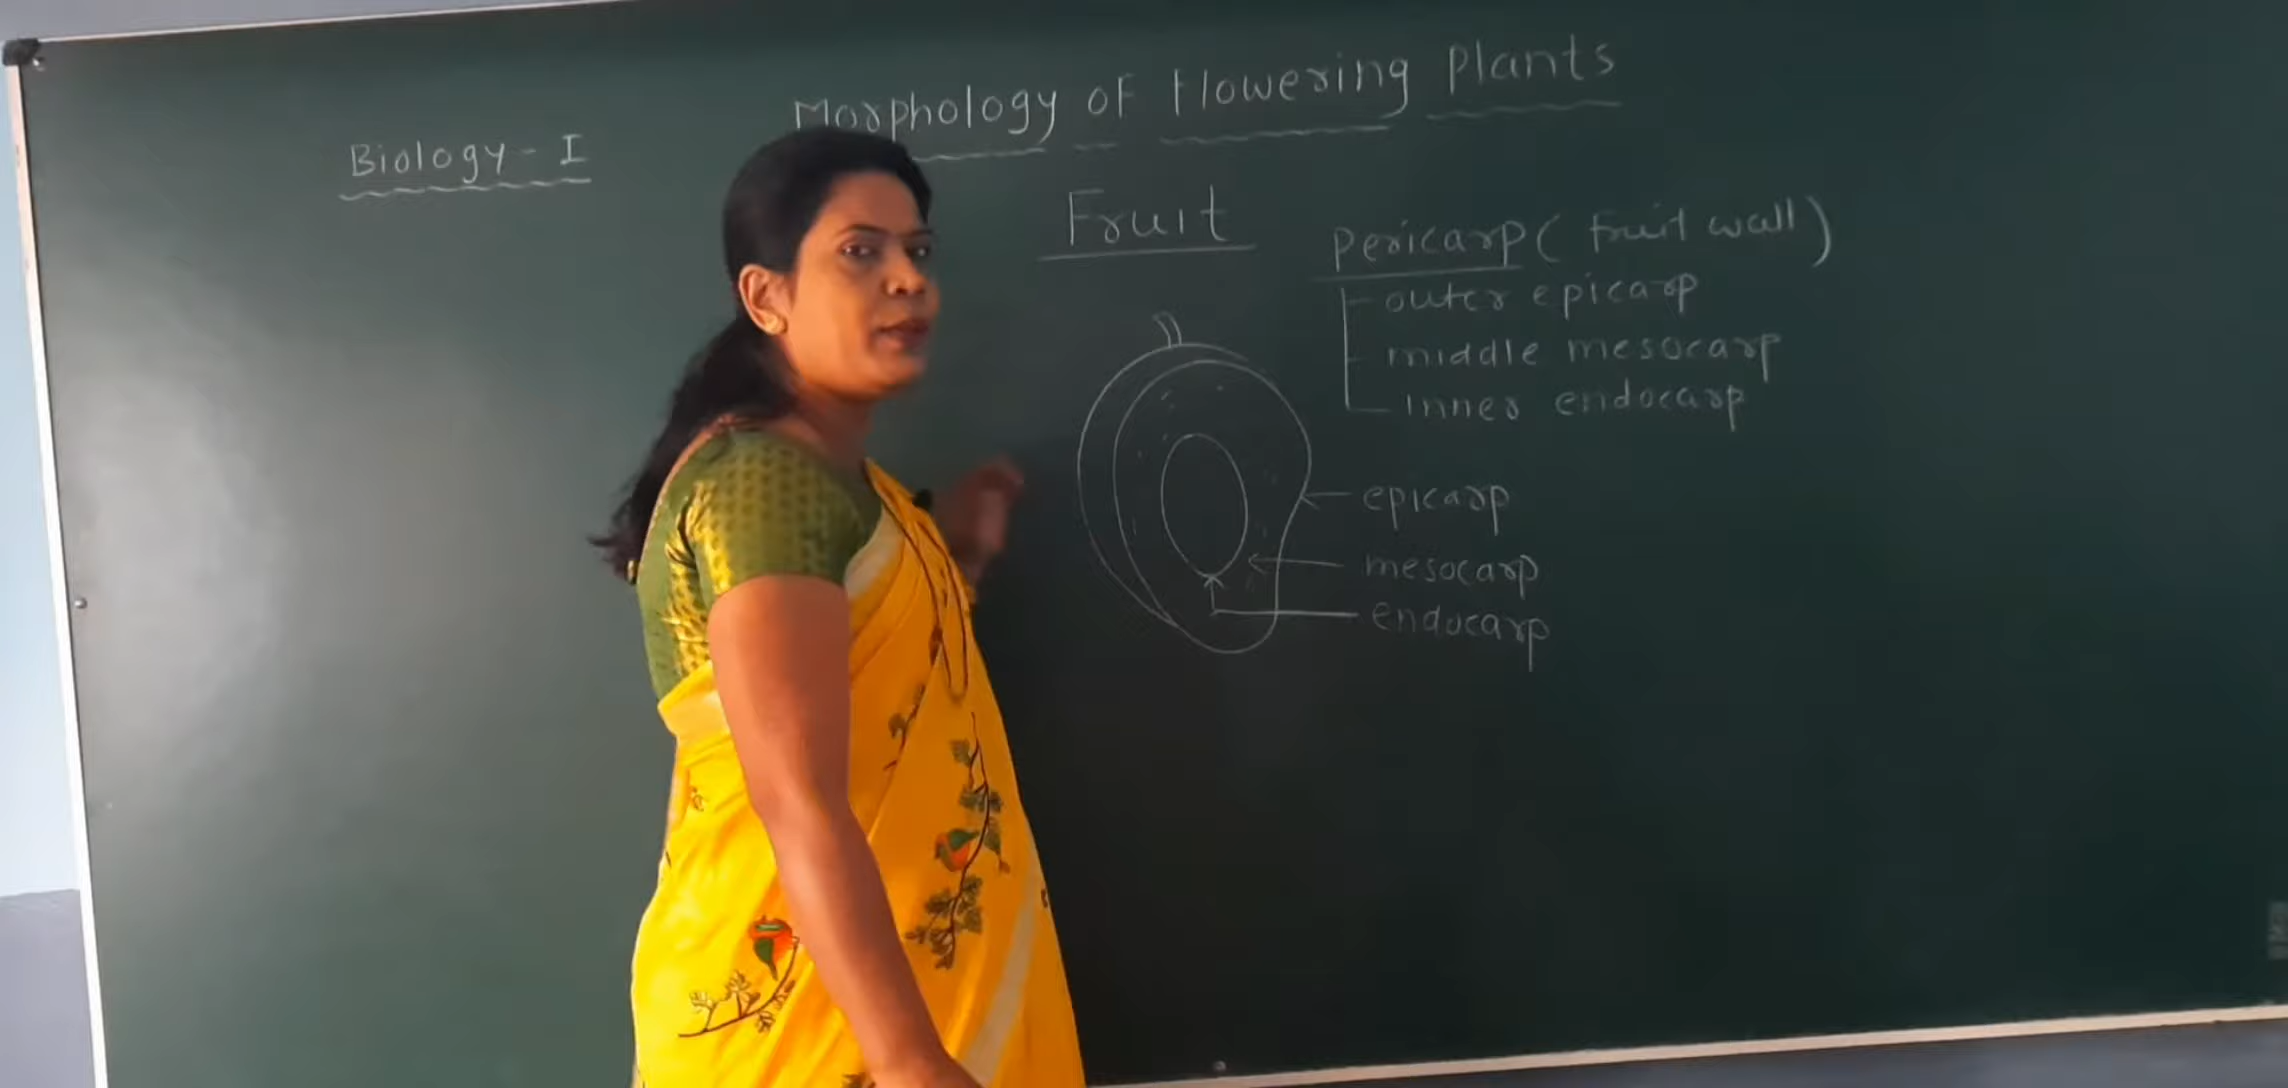 Morphology of Flowering Plants
Biology - I
Fruit
Pericarp ( fruit wall )
outer epicarp
middle mesocarp
inner endocarp
epicarp
mesocarp
endocarp